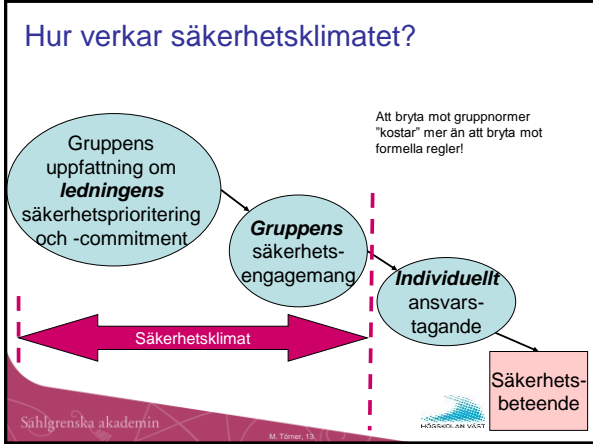 Hur verkar säkerhetsklimatet?
Att bryta mot gruppnormer
"kostar" mer än att bryta mot
formella regler!
Gruppens
uppfattning om
ledningens
säkerhetsprioritering
och -commitment
Gruppens
säkerhets-
engagemang
Individuellt
ansvars-
tagande
Säkerhetsklimat
Säkerhets-
beteende
Sahlgrenska akademin
HÖGSKOLAN VÄST
M. Törner, 13